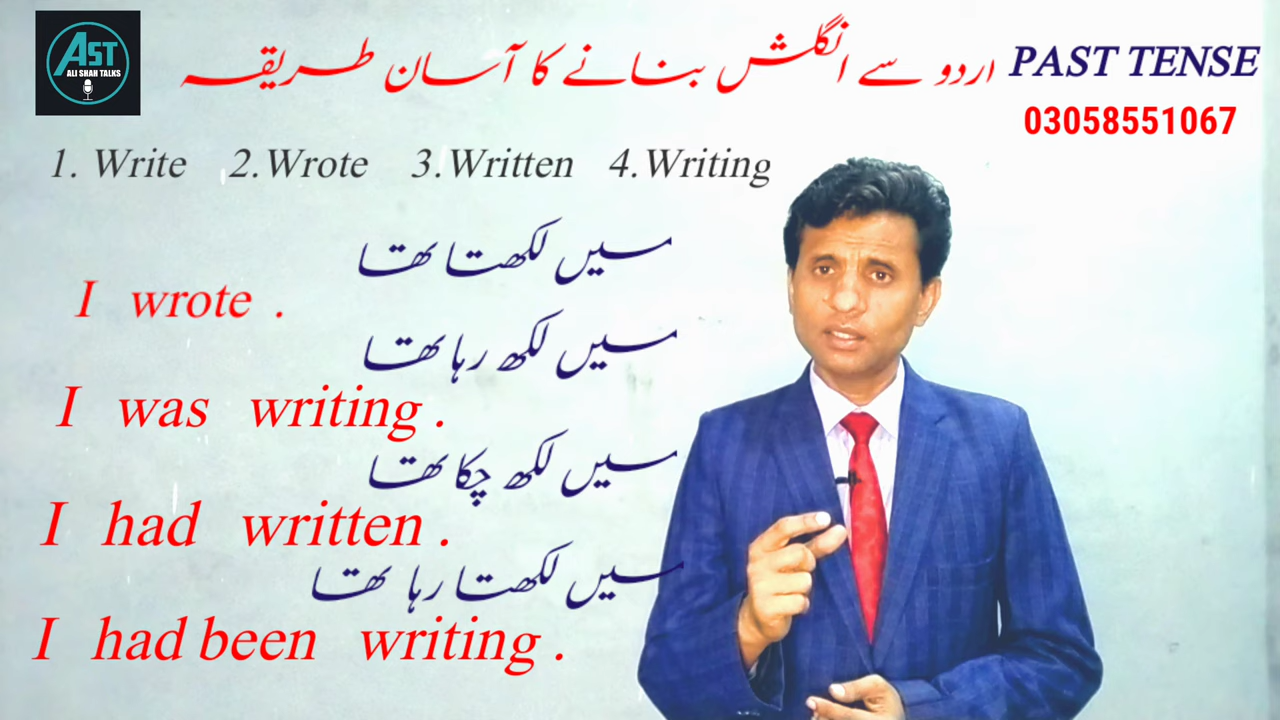 AST
ALI SHAH TALKS
اردو سے انگلش بنانے کا آسان طریقہ PAST TENSE
03058551067
1. Write 2.Wrote 3.Written 4.Writing
میں لکھتا تھا
I wrote .
میں لکھ رہا تھا
I was writing .
میں لکھ چکا تھا
I had written .
میں لکھتا رہا تھا
I had been writing .